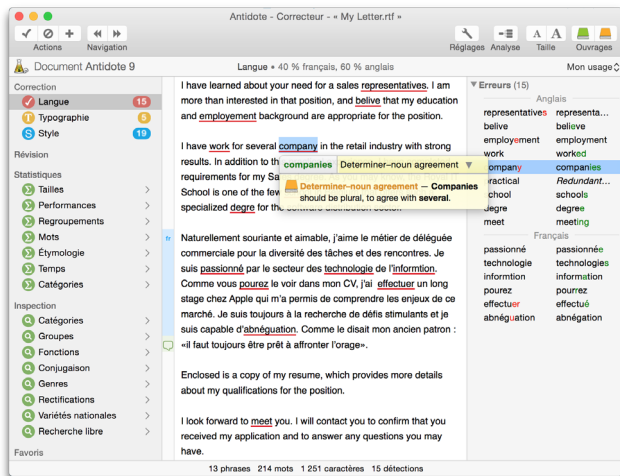 Antidote - Correcteur - « My Letter.rtf »
Actions
Navigation
Réglages
Analyse
A A
Taille
Ouvrages
Document Antidote 9
Langue • 40 % français, 60 % anglais
Mon usage
Correction
Langue 15
Typographie 5
Style 19
Révision
Statistiques
Tailles
Performances
Regroupements
Mots
Étymologie
Temps
Catégories
Inspection
Catégories
Groupes
Fonctions
Conjugaison
Genres
Rectifications
Variétés nationales
Recherche libre
Favoris
I have learned about your need for a sales representatives. I am
more than interested in that position, and belive that my education
and employement background are appropriate for the position.
I have work for several company in the retail industry with strong
results. In addition to th
requirements for my Sa
School is one of the few
specialized degre for the
companies Determiner–noun agreement
Determiner–noun agreement — Companies
should be plural, to agree with several.
fr
Naturellement souriante et aimable, j'aime le métier de déléguée
commerciale pour la diversité des tâches et des rencontres. Je
suis passionné par le secteur des technologie de l'informtion.
Comme vous pourez le voir dans mon CV, j'ai effectuer un long
stage chez Apple qui m'a permis de comprendre les enjeux de ce
marché. Je suis toujours à la recherche de défis stimulants et je
suis capable d'abnéguation. Comme le disait mon ancien patron :
«il faut toujours être prêt à affronter l'orage».
Enclosed is a copy of my resume, which provides more details
about my qualifications for the position.
I look forward to meet you. I will contact you to confirm that you
received my application and to answer any questions you may
have.
Erreurs (15)
Anglais
representatives representa...
belive believe
employement employment
work worked
company companies
practical Redundant...
school schools
degre degree
meet meeting
Français
passionné passionnée
technologie technologies
informtion information
pourez pourrez
effectuer effectué
abnéguation abnégation
13 phrases 214 mots 1 251 caractères 15 détections